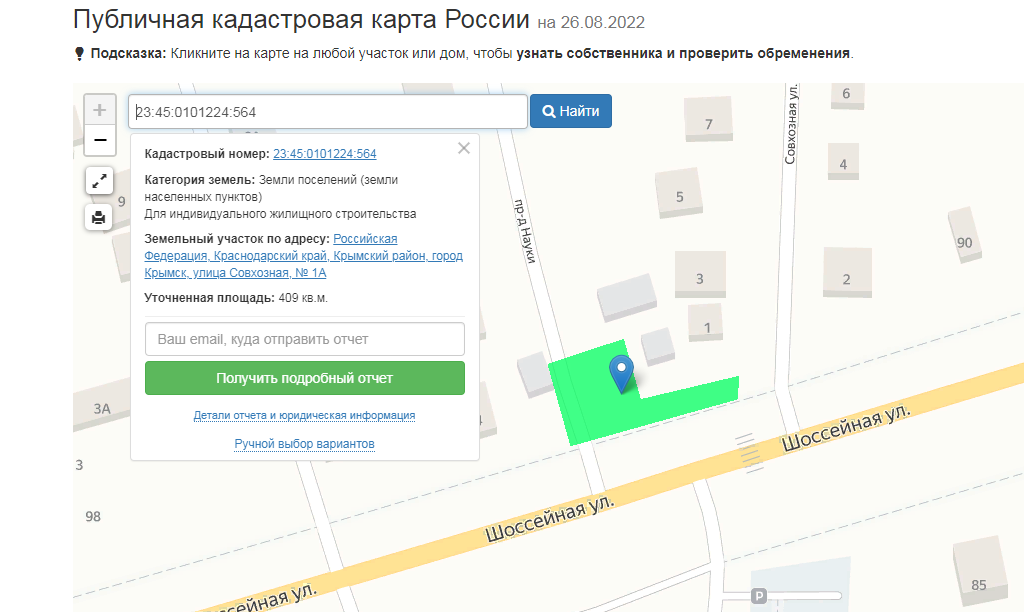 Публичная кадастровая карта России на 26.08.2022
Подсказка: Кликните на карте на любой участок или дом, чтобы узнать собственника и проверить обременения.
+
23:45:0101224:564
Найти
−
Кадастровый номер: 23:45:0101224:564
×
Категория земель: Земли поселений (земли
населенных пунктов)
Для индивидуального жилищного строительства
Земельный участок по адресу: Российская
Федерация, Краснодарский край, Крымский район, город
Крымск, улица Совхозная, № 1А
Уточненная площадь: 409 кв.м.
Ваш email, куда отправить отчет
Получить подробный отчет
Детали отчета и юридическая информация
Ручной выбор вариантов
6
7
Совхозная ул.
4
5
9
пр-д Науки
90
3
2
1
3А
3
98
Шоссейная ул.
Шоссейная ул.
ссейная ул.
85
P